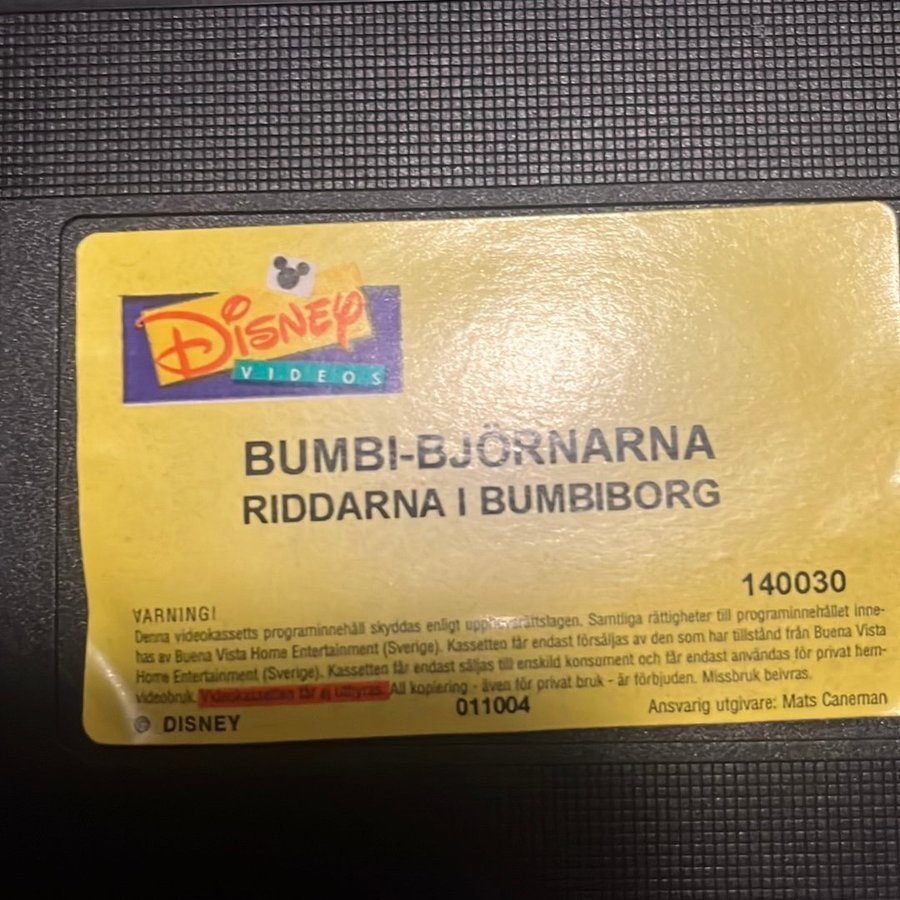 DISNEY
VIDEOS
BUMBI-BJÖRNARNA
RIDDARNA I BUMBIBORG
140030
VARNING!
Denna videokassetts programinnehåll skyddas enligt upphovsrättslagen. Samtliga rättigheter till programinnehållet inne-
has av Buena Vista Home Entertainment (Sverige). Kassetten får endast försäljas av den som har tillstånd från Buena Vista
Home Entertainment (Sverige). Kassetten får endast säljas till enskild konsument och får endast användas för privat hem-
videobruk. Videokassetten får ej uthyras. All kopiering - även för privat bruk - är förbjuden. Missbruk beivras.
011004
Ansvarig utgivare: Mats Caneman
© DISNEY